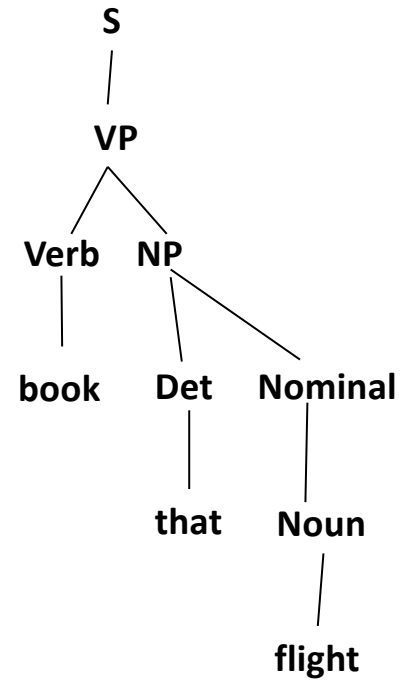 S
VP
Verb NP
book Det Nominal
that Noun
flight